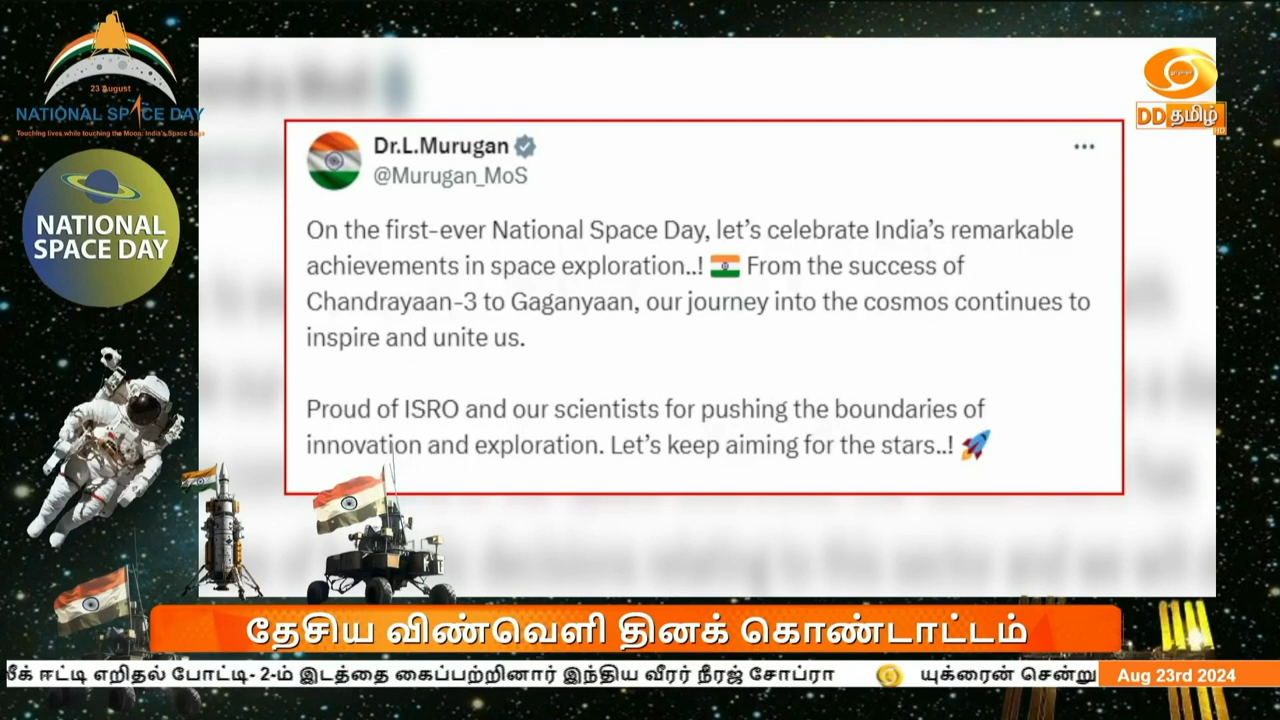 23 August
NATIONAL SPACE DAY
Touching lives while touching the Moon: India's Space Saga
NATIONAL
SPACE DAY
DD தமிழ்
HD
Dr.L.Murugan
@Murugan_MoS
On the first-ever National Space Day, let's celebrate India's remarkable
achievements in space exploration..! 🇮🇳 From the success of
Chandrayaan-3 to Gaganyaan, our journey into the cosmos continues to
inspire and unite us.
Proud of ISRO and our scientists for pushing the boundaries of
innovation and exploration. Let's keep aiming for the stars..! 🚀
தேசிய விண்வெளி தினக் கொண்டாட்டம்
லீக் ஈட்டி எறிதல் போட்டி- 2-ம் இடத்தை கைப்பற்றினார் இந்திய வீரர் நீரஜ் சோப்ரா யுக்ரைன் சென்று
Aug 23rd 2024